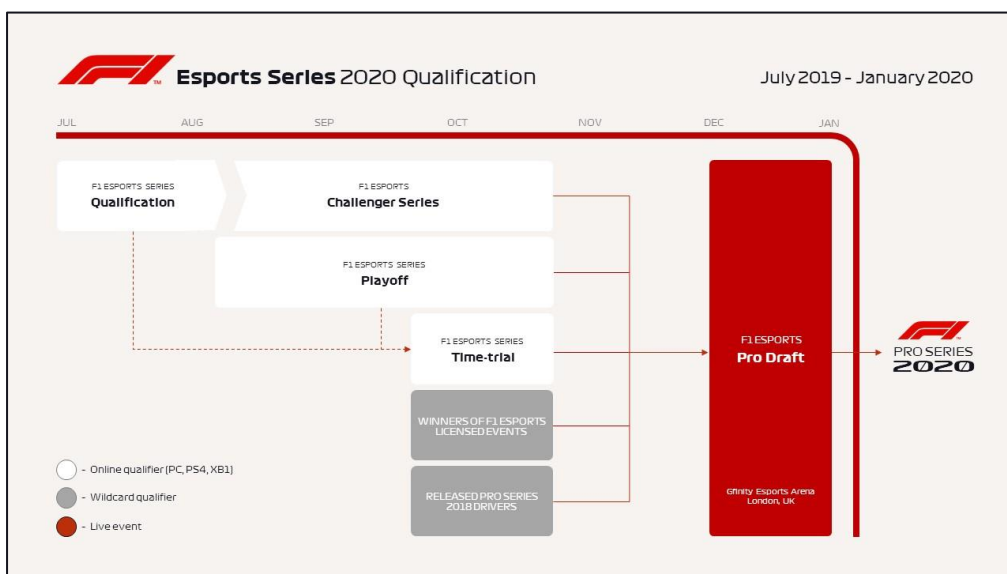 F1™ Esports Series 2020 Qualification
July 2019 - January 2020
JUL AUG SEP OCT NOV DEC JAN
F1 ESPORTS SERIES
Qualification
F1 ESPORTS
Challenger Series
F1 ESPORTS SERIES
Playoff
F1 ESPORTS SERIES
Time-trial
WINNERS OF F1 ESPORTS
LICENSED EVENTS
RELEASED PRO SERIES
2018 DRIVERS
F1 ESPORTS
Pro Draft
Gfinity Esports Arena
London, UK
F1
PRO SERIES
2020
- Online qualifier (PC, PS4, XB1)
- Wildcard qualifier
- Live event